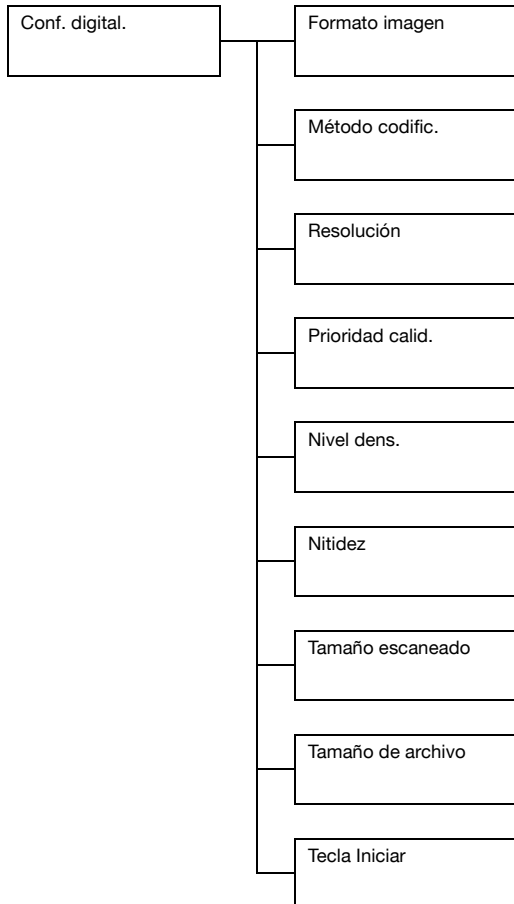 Conf. digital.
Formato imagen
Método codific.
Resolución
Prioridad calid.
Nivel dens.
Nitidez
Tamaño escaneado
Tamaño de archivo
Tecla Iniciar